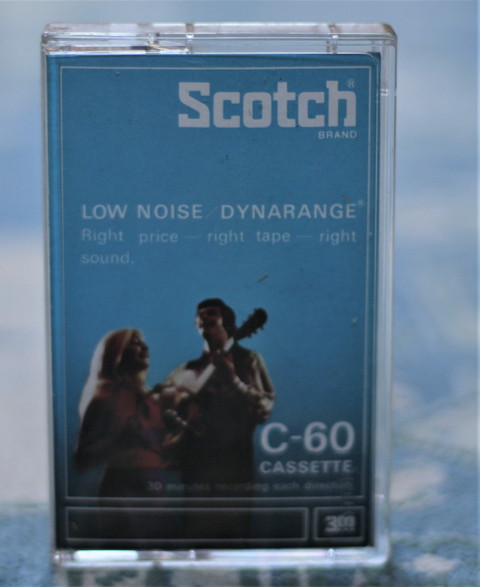 Scotch®
BRAND
LOW NOISE/DYNARANGE®
Right price — right tape — right
sound.
C-60
CASSETTE
30 minutes recording each direction
3M